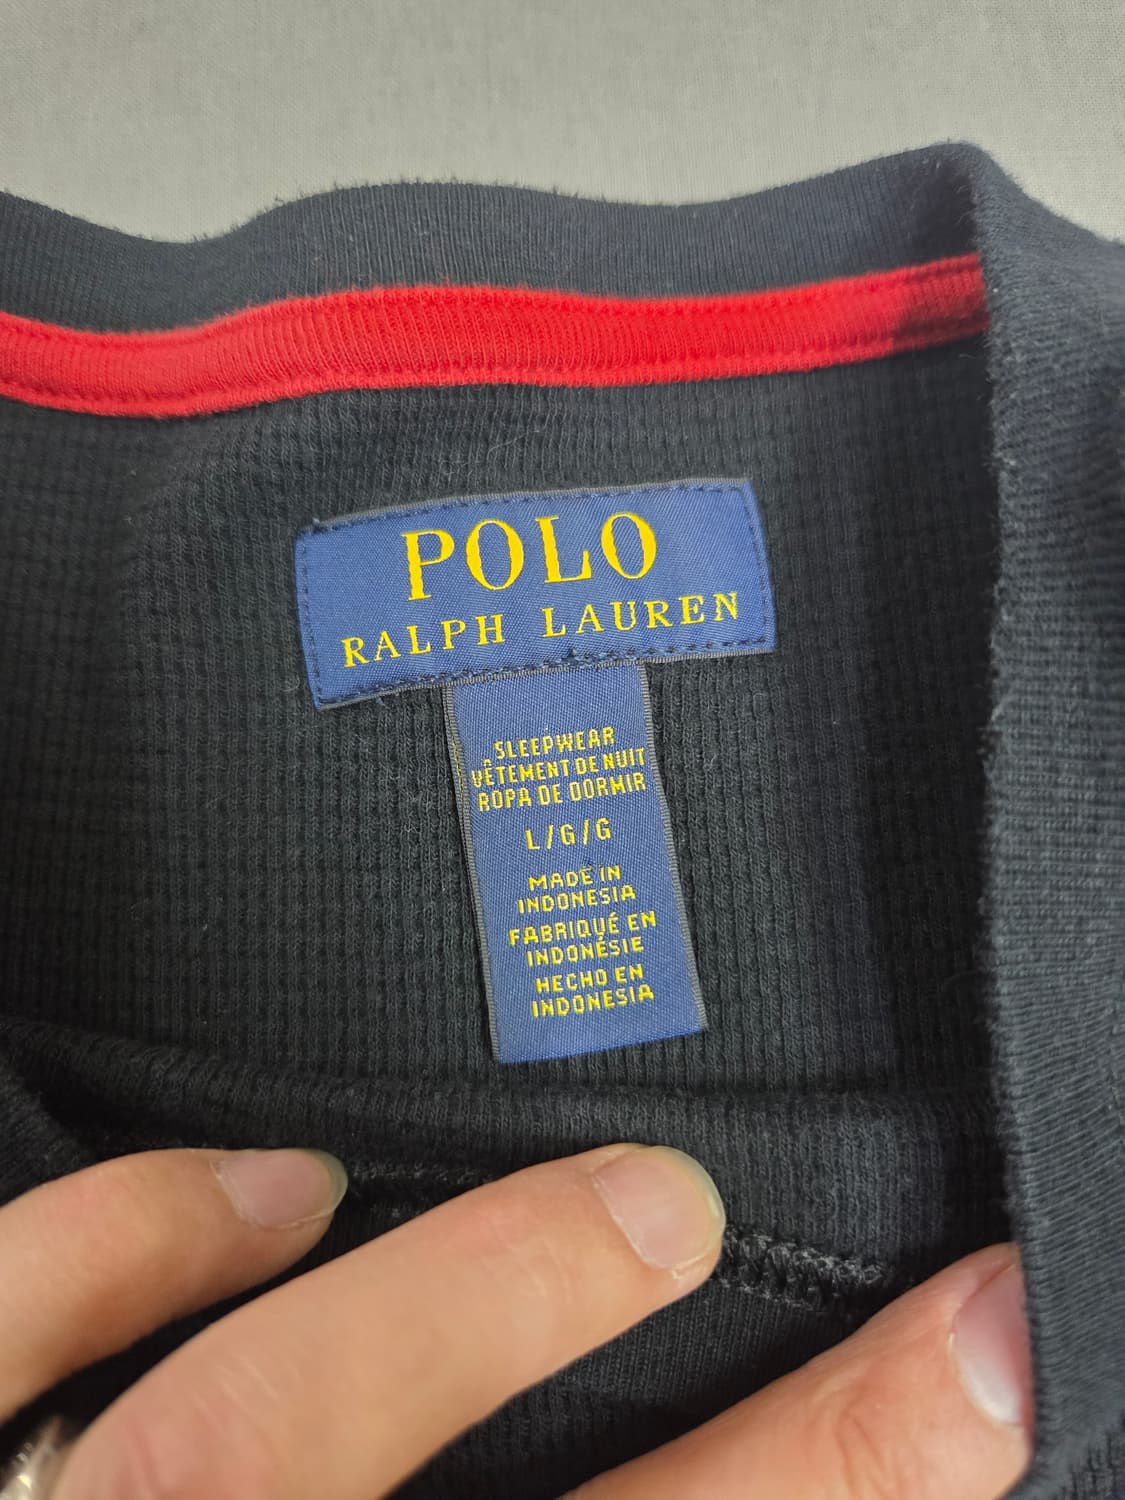 POLO
RALPH LAUREN
SLEEPWEAR
VÊTEMENT DE NUIT
ROPA DE DORMIR
L/G/G
MADE IN
INDONESIA
FABRIQUÉ EN
INDONÉSIE
HECHO EN
INDONESIA